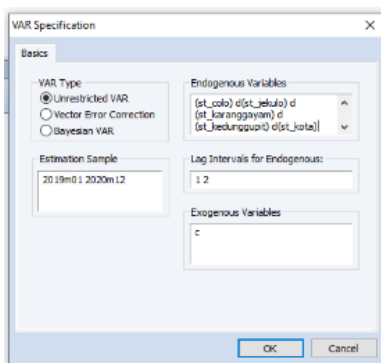 VAR Specification
Basics
VAR Type
Unrestricted VAR
Vector Error Correction
Bayesian VAR
Endogenous Variables
(st_colo) d(st_jekulo) d
(st_karanggayam) d
(st_kedunggupit) d(st_kota)
Estimation Sample
2019m01 2020m12
Lag Intervals for Endogenous:
1 2
Exogenous Variables
c
OK
Cancel